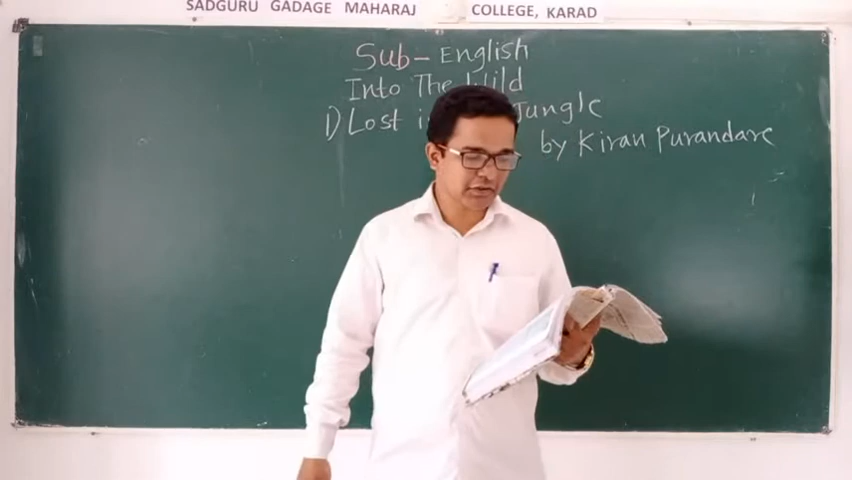 SADGURU GADAGE MAHARAJ COLLEGE, KARAD
Sub- English
Into The Wild
1) Lost Jungle
by Kiran Purandare